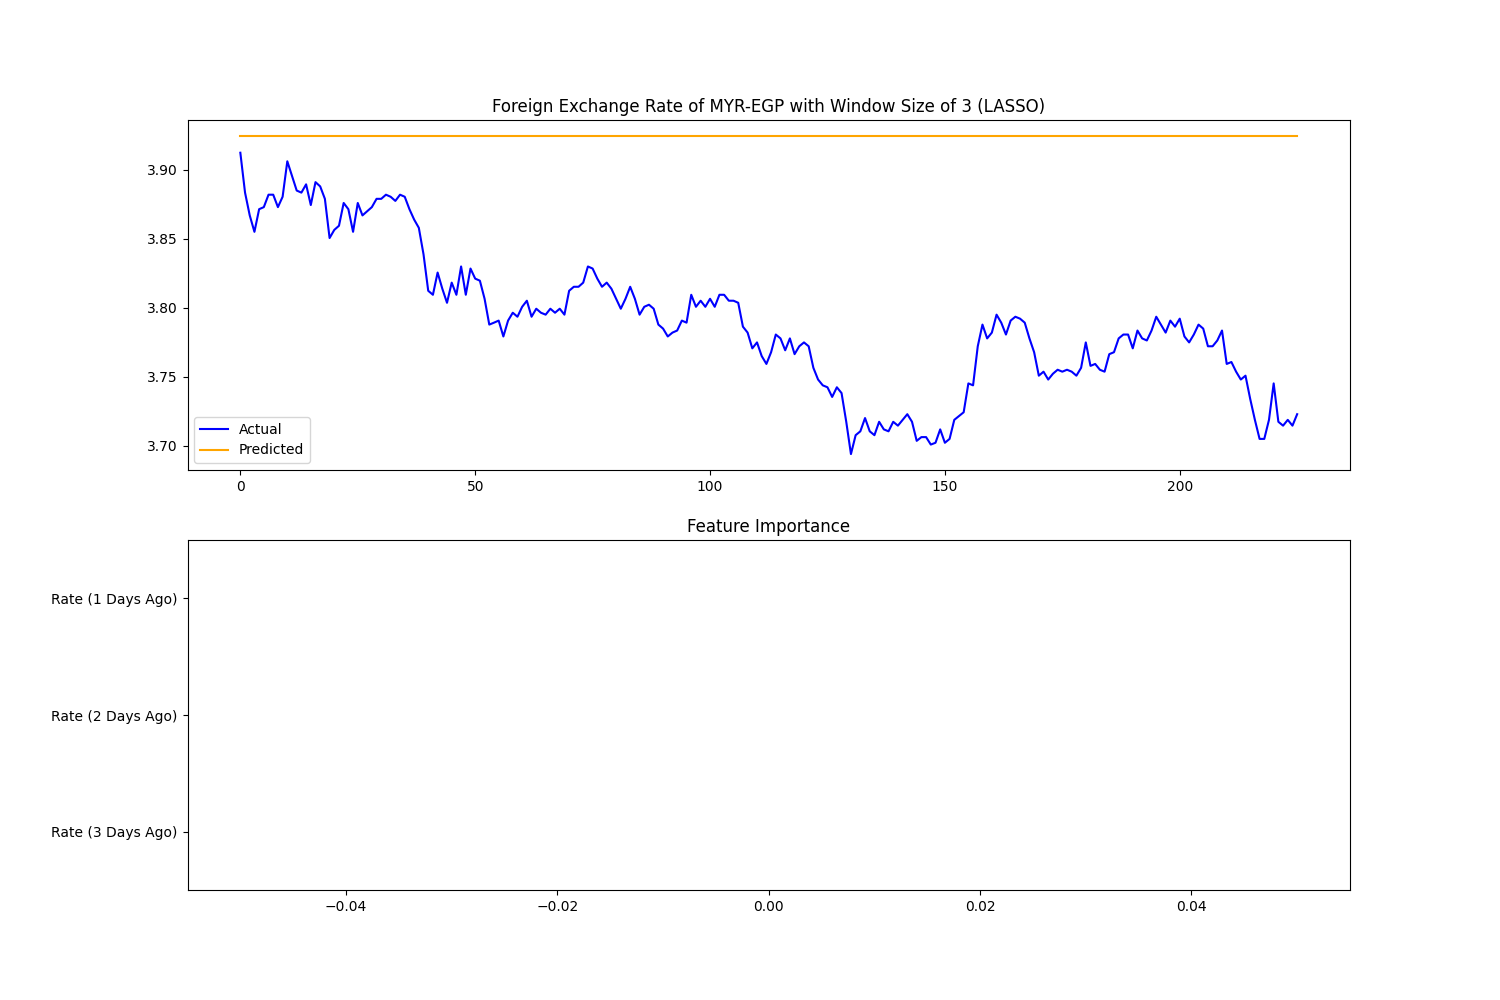 Foreign Exchange Rate of MYR-EGP with Window Size of 3 (LASSO)
3.90
3.85
3.80
3.75
3.70
Actual
Predicted
0 50 100 150 200
Feature Importance
Rate (1 Days Ago)
Rate (2 Days Ago)
Rate (3 Days Ago)
−0.04 −0.02 0.00 0.02 0.04